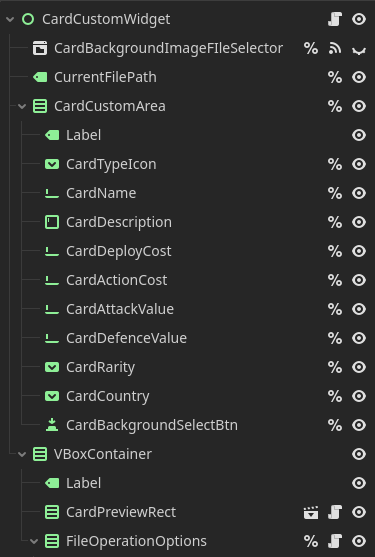 CardCustomWidget
CardBackgroundImageFIleSelector
CurrentFilePath
CardCustomArea
Label
CardTypeIcon
CardName
CardDescription
CardDeployCost
CardActionCost
CardAttackValue
CardDefenceValue
CardRarity
CardCountry
CardBackgroundSelectBtn
VBoxContainer
Label
CardPreviewRect
FileOperationOptions